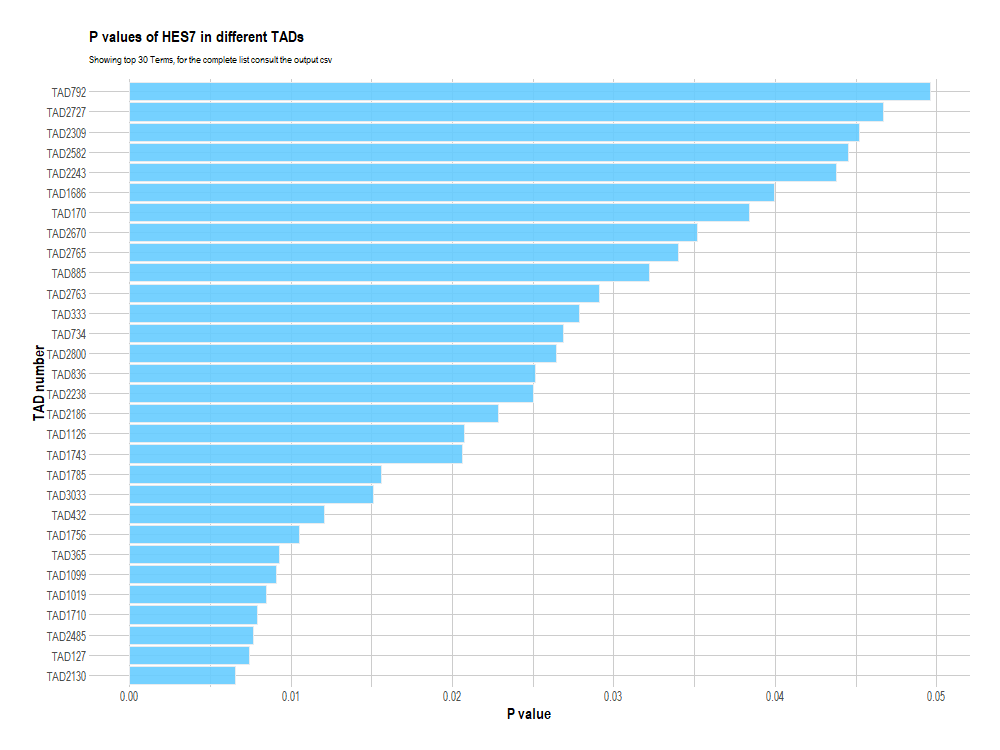 P values of HES7 in different TADs
Showing top 30 Terms, for the complete list consult the output csv
TAD792
TAD2727
TAD2309
TAD2582
TAD2243
TAD1686
TAD170
TAD2670
TAD2765
TAD885
TAD2763
TAD333
TAD734
TAD2800
TAD836
TAD2238
TAD2186
TAD1126
TAD1743
TAD1785
TAD3033
TAD432
TAD1756
TAD365
TAD1099
TAD1019
TAD1710
TAD2485
TAD127
TAD2130
TAD number
0.00 0.01 0.02 0.03 0.04 0.05
P value